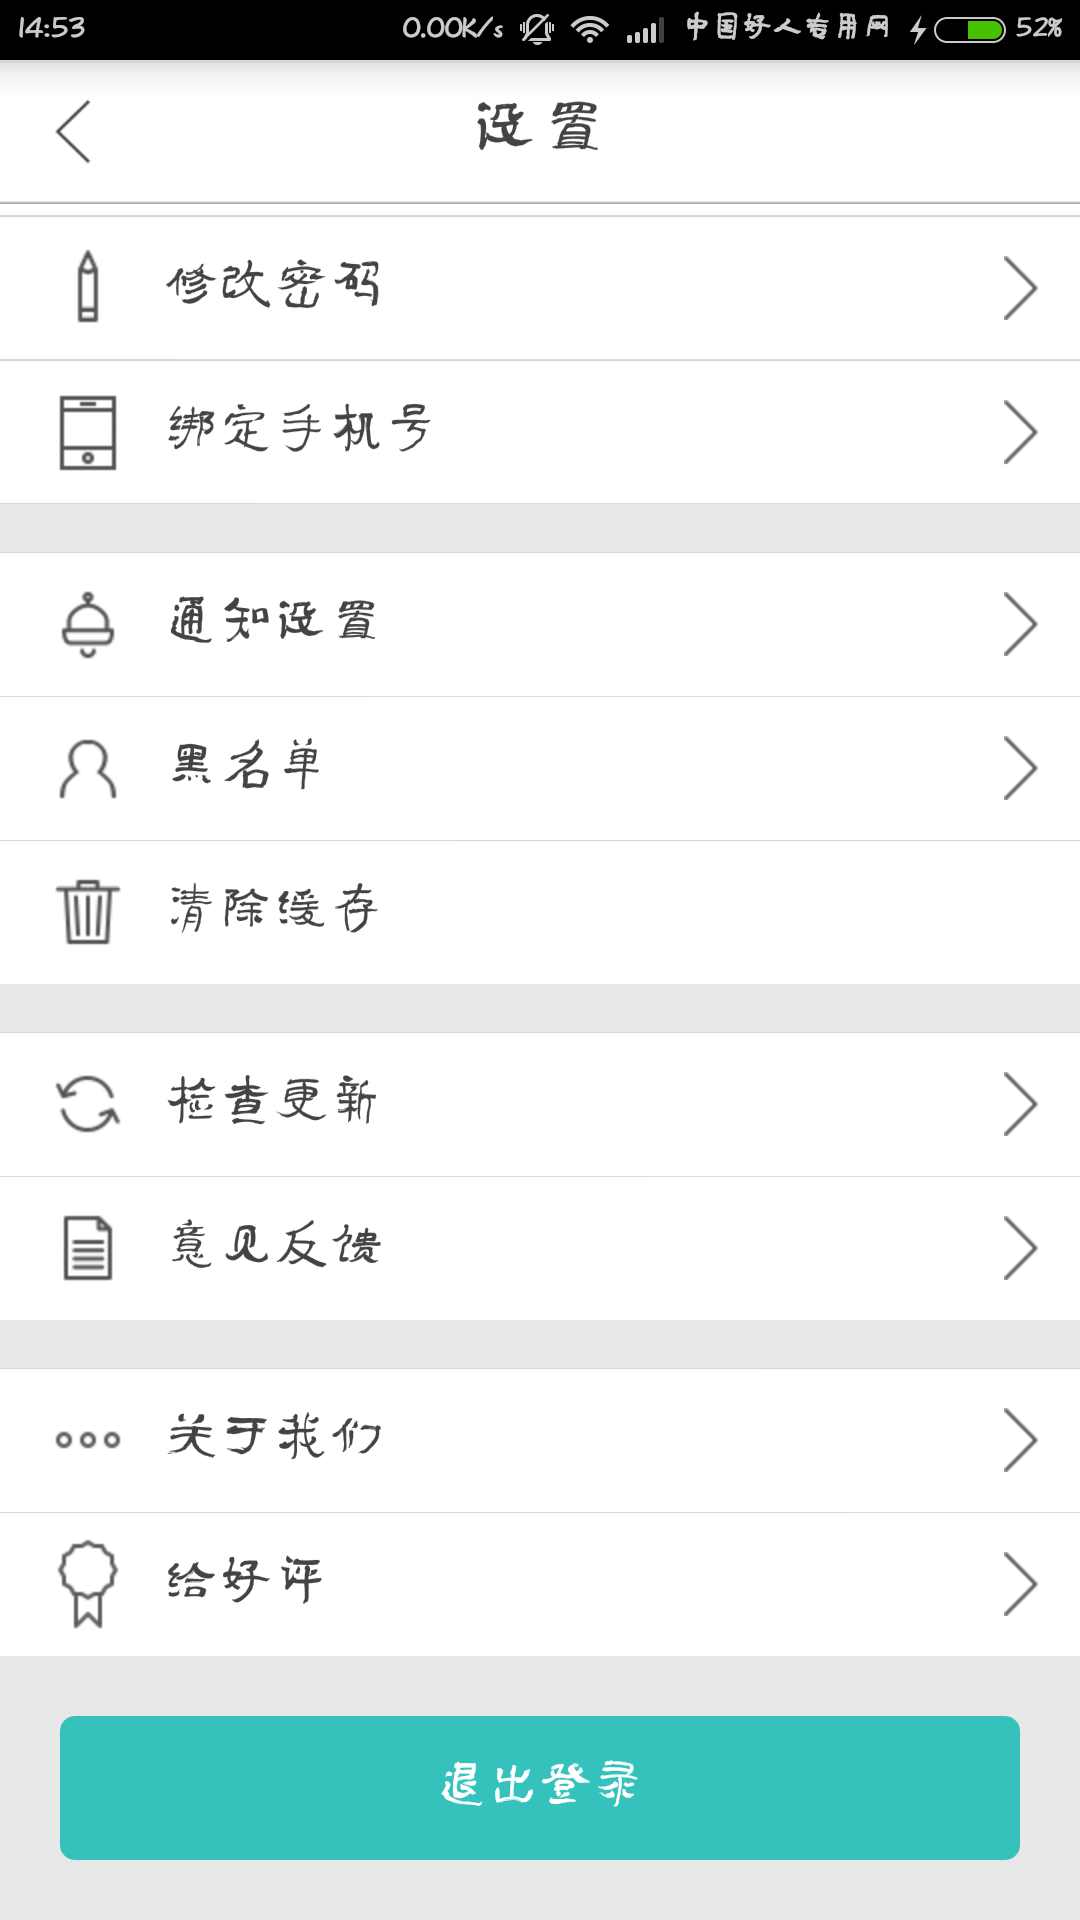 14:53 0.00K/s 中国好人专用网 52%
设置
修改密码
绑定手机号
通知设置
黑名单
清除缓存
检查更新
意见反馈
关于我们
给好评
退出登录